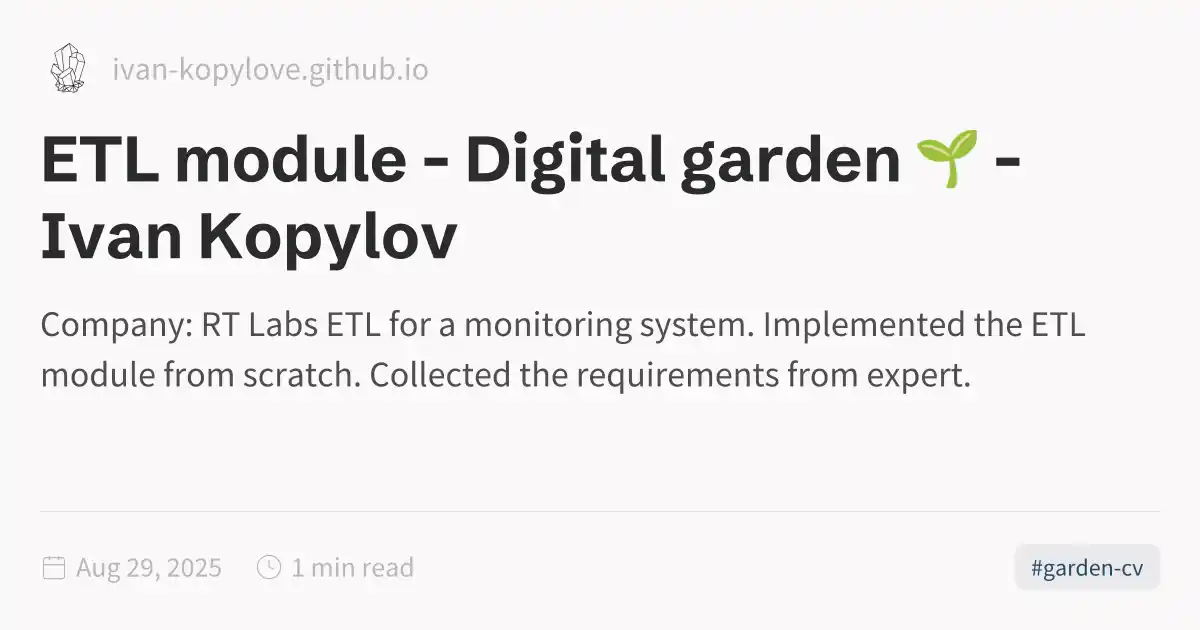 ivan-kopylove.github.io
ETL module - Digital garden 🌱 -
Ivan Kopylov
Company: RT Labs ETL for a monitoring system. Implemented the ETL
module from scratch. Collected the requirements from expert.
Aug 29, 2025 1 min read #garden-cv